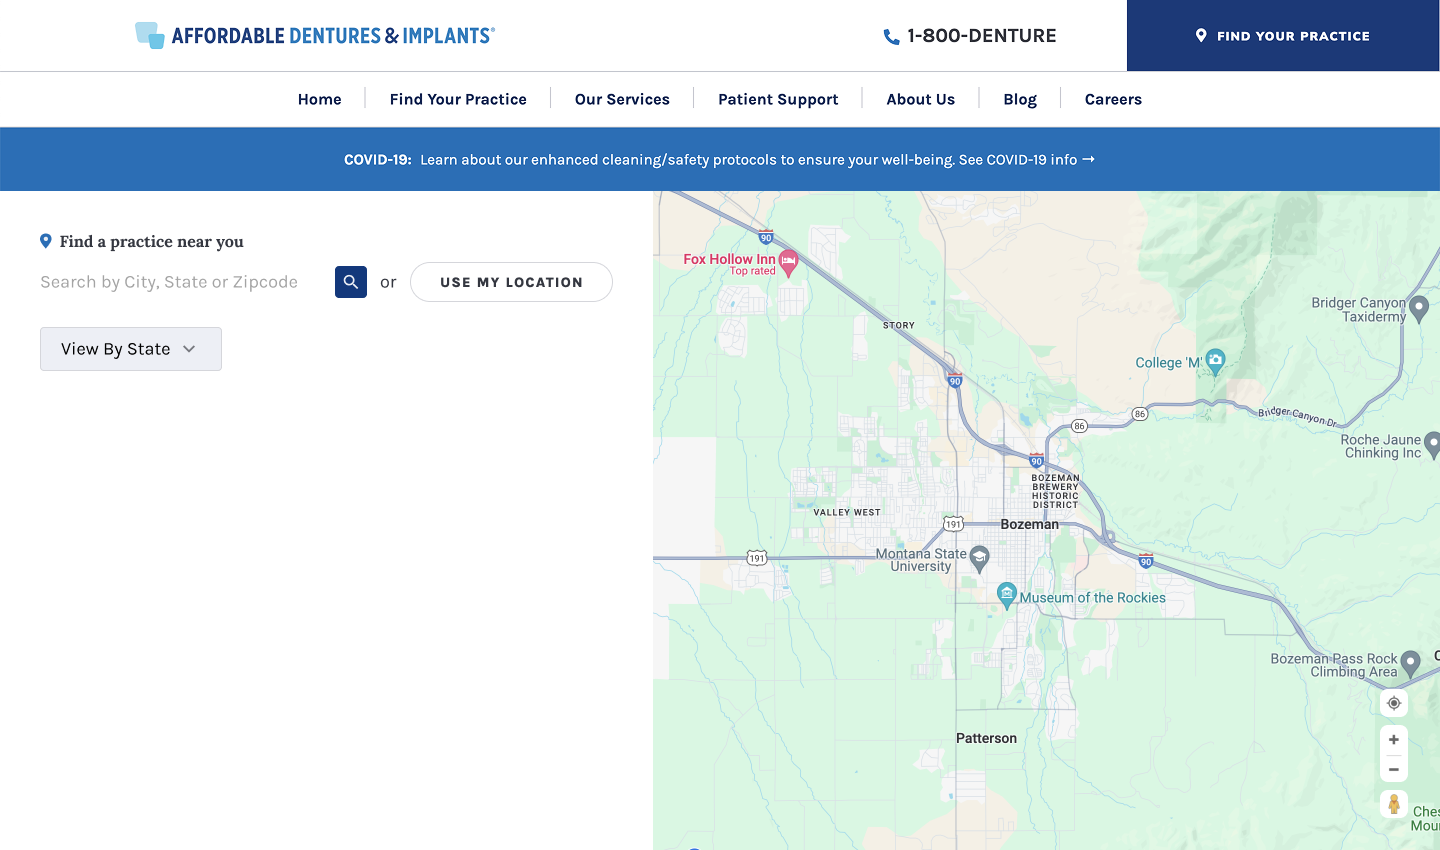 AFFORDABLE DENTURES & IMPLANTS®
1-800-DENTURE
FIND YOUR PRACTICE
Home
Find Your Practice
Our Services
Patient Support
About Us
Blog
Careers
COVID-19: Learn about our enhanced cleaning/safety protocols to ensure your well-being. See COVID-19 info →
Find a practice near you
Search by City, State or Zipcode
or
USE MY LOCATION
View By State
90
Fox Hollow Inn
Top rated
STORY
Bridger Canyon
Taxidermy
College 'M'
90
86
86
Bridger Canyon Dr
Roche Jaune
Chinking Inc
90
BOZEMAN
BREWERY
HISTORIC
DISTRICT
VALLEY WEST
191
Bozeman
191
Montana State
University
90
Museum of the Rockies
Bozeman Pass Rock
Climbing Area
Patterson
+
−
Ches
Mou